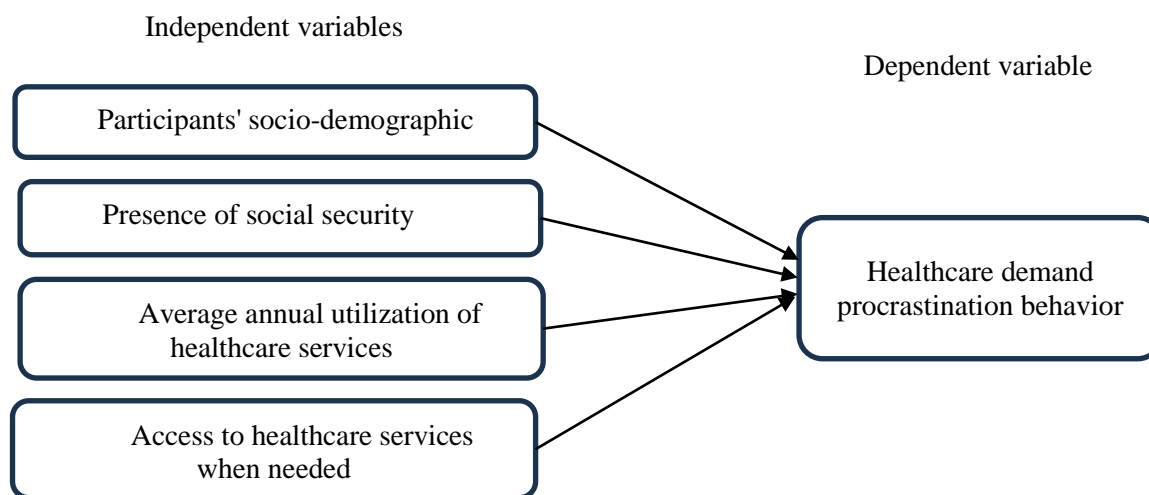 Independent variables
Dependent variable
Participants' socio-demographic
Presence of social security
Average annual utilization of
healthcare services
Access to healthcare services
when needed
Healthcare demand
procrastination behavior